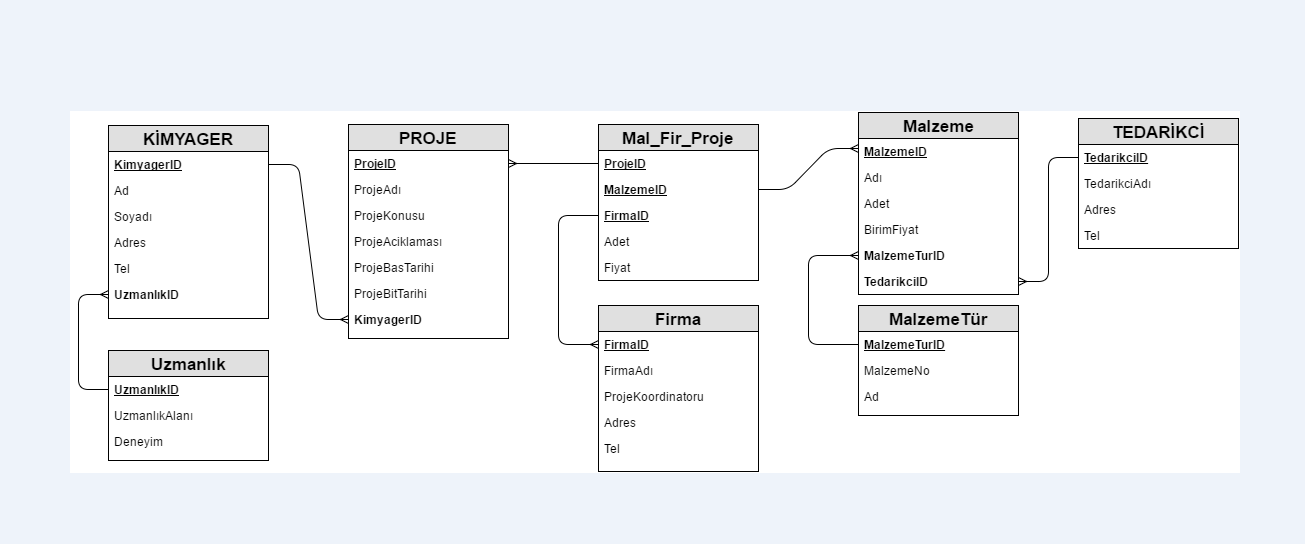 KİMYAGER
KimyagerID
Ad
Soyadı
Adres
Tel
UzmanlıkID
Uzmanlık
UzmanlıkID
UzmanlıkAlanı
Deneyim
PROJE
ProjeID
ProjeAdı
ProjeKonusu
ProjeAciklaması
ProjeBasTarihi
ProjeBitTarihi
KimyagerID
Mal_Fir_Proje
ProjeID
MalzemeID
FirmaID
Adet
Fiyat
Firma
FirmaID
FirmaAdı
ProjeKoordinatoru
Adres
Tel
Malzeme
MalzemeID
Adı
Adet
BirimFiyat
MalzemeTurID
TedarikciID
MalzemeTür
MalzemeTurID
MalzemeNo
Ad
TEDARİKCİ
TedarikciID
TedarikciAdı
Adres
Tel